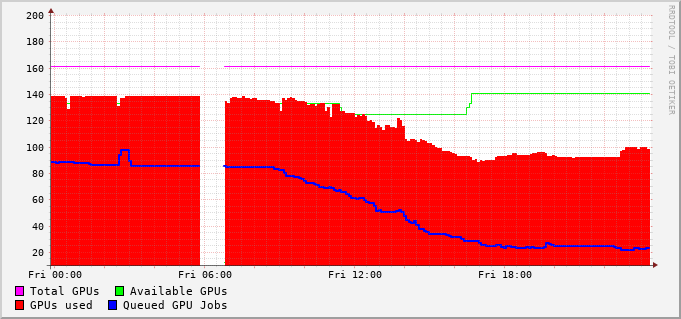 200
180
160
140
120
100
80
60
40
20
Fri 00:00 Fri 06:00 Fri 12:00 Fri 18:00
Total GPUs Available GPUs
GPUs used Queued GPU Jobs
RRDTOOL / TOBI OETIKER